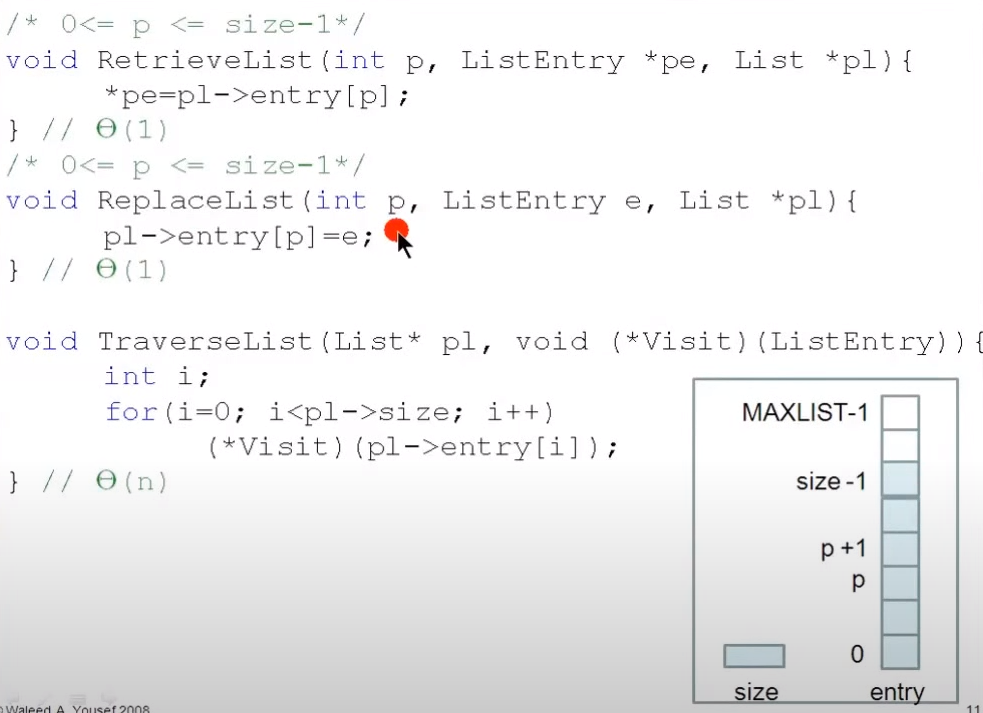 /* 0<= p <= size-1*/
void RetrieveList(int p, ListEntry *pe, List *pl){
*pe=pl->entry[p];
} // Θ(1)
/* 0<= p <= size-1*/
void ReplaceList(int p, ListEntry e, List *pl){
pl->entry[p]=e;
} // Θ(1)
void TraverseList(List* pl, void (*Visit)(ListEntry)){
int i;
for(i=0; i<pl->size; i++)
(*Visit)(pl->entry[i]);
} // Θ(n)
MAXLIST-1
size -1
p +1
p
0
size entry
©Waleed A. Yousef 2008
11